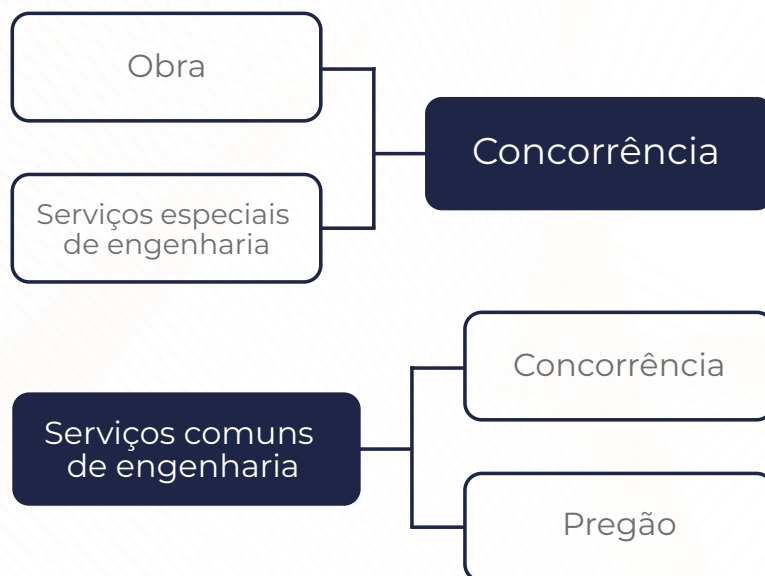 Obra
Concorrência
Serviços especiais
de engenharia
Concorrência
Serviços comuns
de engenharia
Pregão